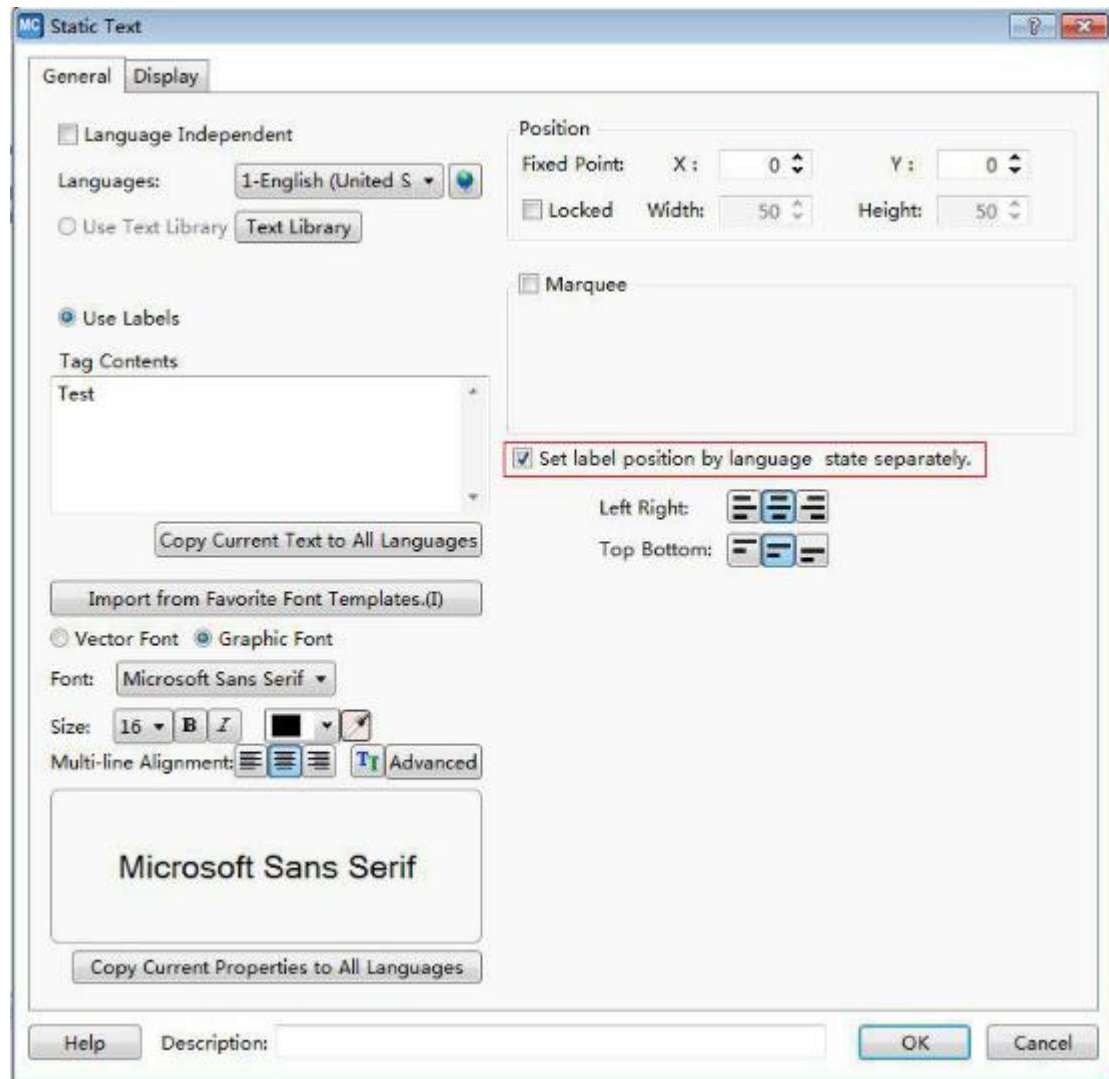 MC Static Text
General Display
Language Independent
Languages: 1-English (United S
Use Text Library Text Library
Use Labels
Tag Contents
Test
Copy Current Text to All Languages
Import from Favorite Font Templates.(I)
Vector Font Graphic Font
Font: Microsoft Sans Serif
Size: 16 B I
Multi-line Alignment: TI Advanced
Microsoft Sans Serif
Copy Current Properties to All Languages
Position
Fixed Point: X: 0 Y: 0
Locked Width: 50 Height: 50
Marquee
Set label position by language state separately.
Left Right:
Top Bottom:
Help Description: OK Cancel